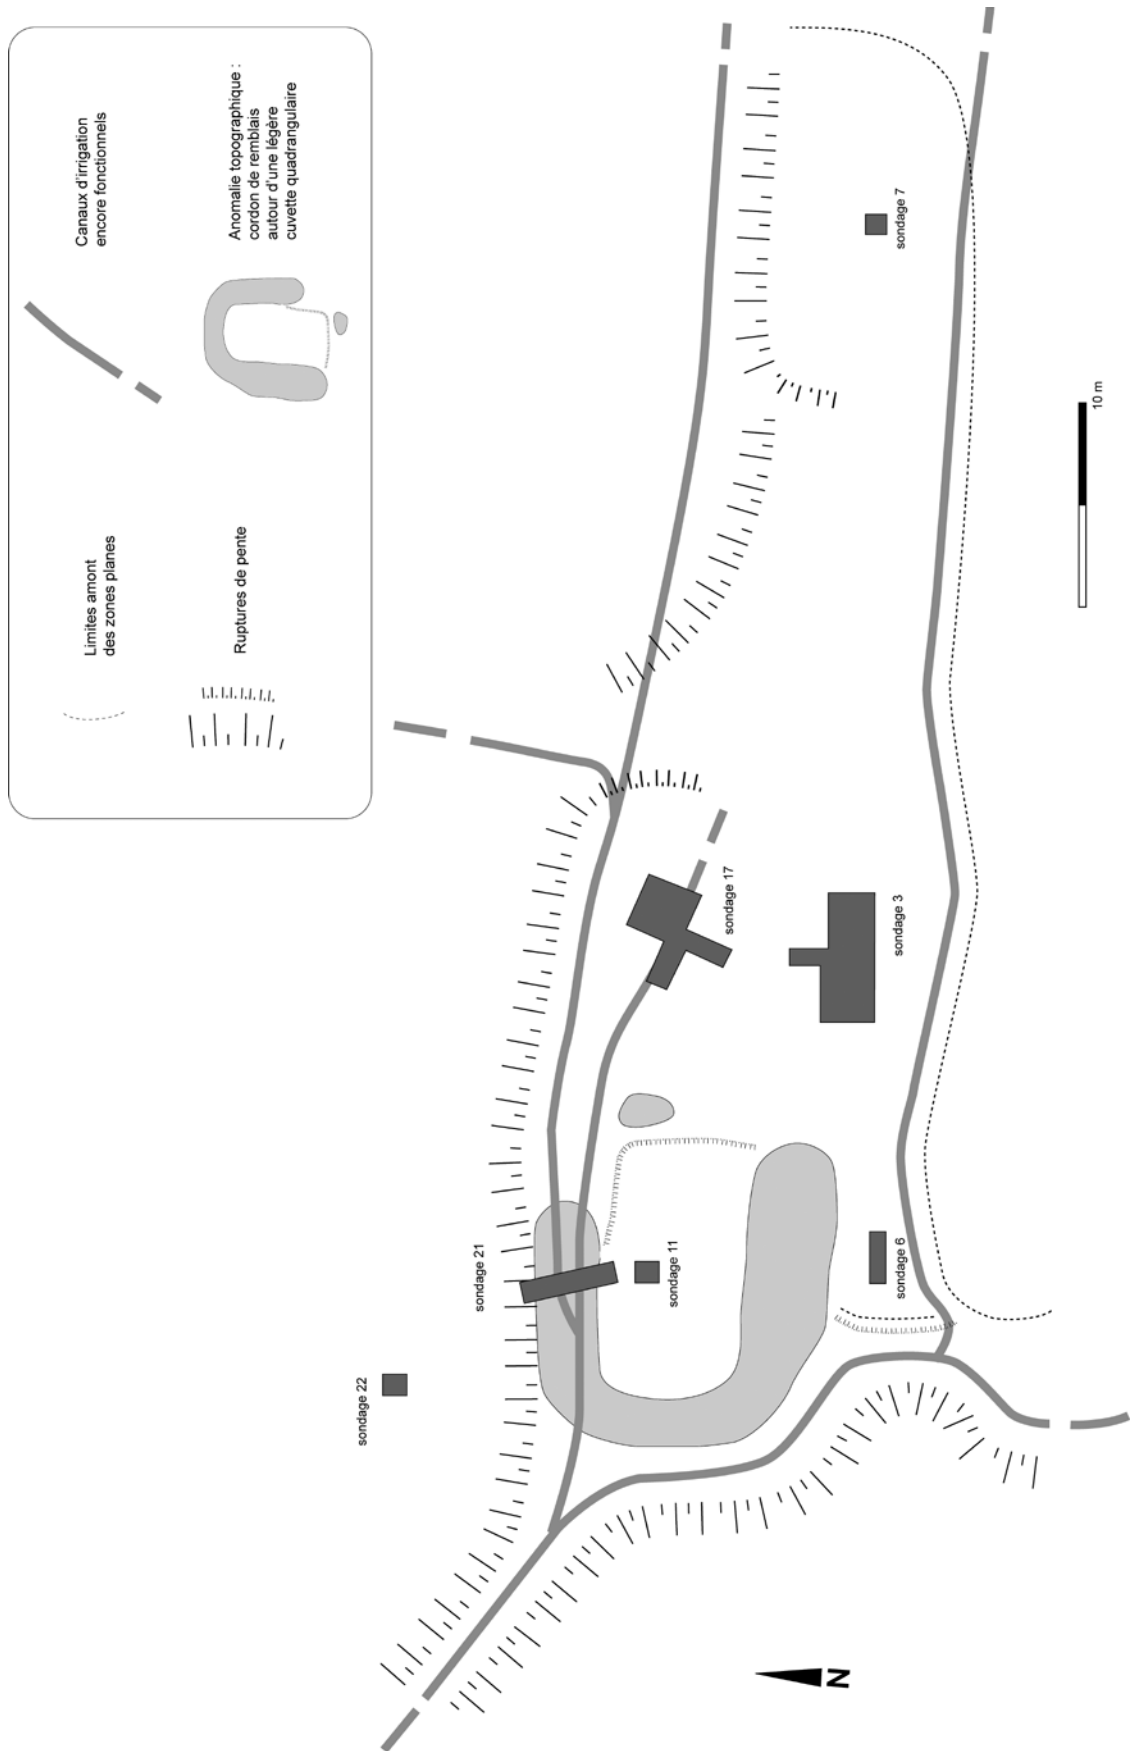 Limites amont
des zones planes
Ruptures de pente
Canaux d'irrigation
encore fonctionnels
Anomalie topographique :
cordon de remblais
autour d'une légère
cuvette quadrangulaire
sondage 22
sondage 21
sondage 11
sondage 6
sondage 17
sondage 3
sondage 7
10 m
N